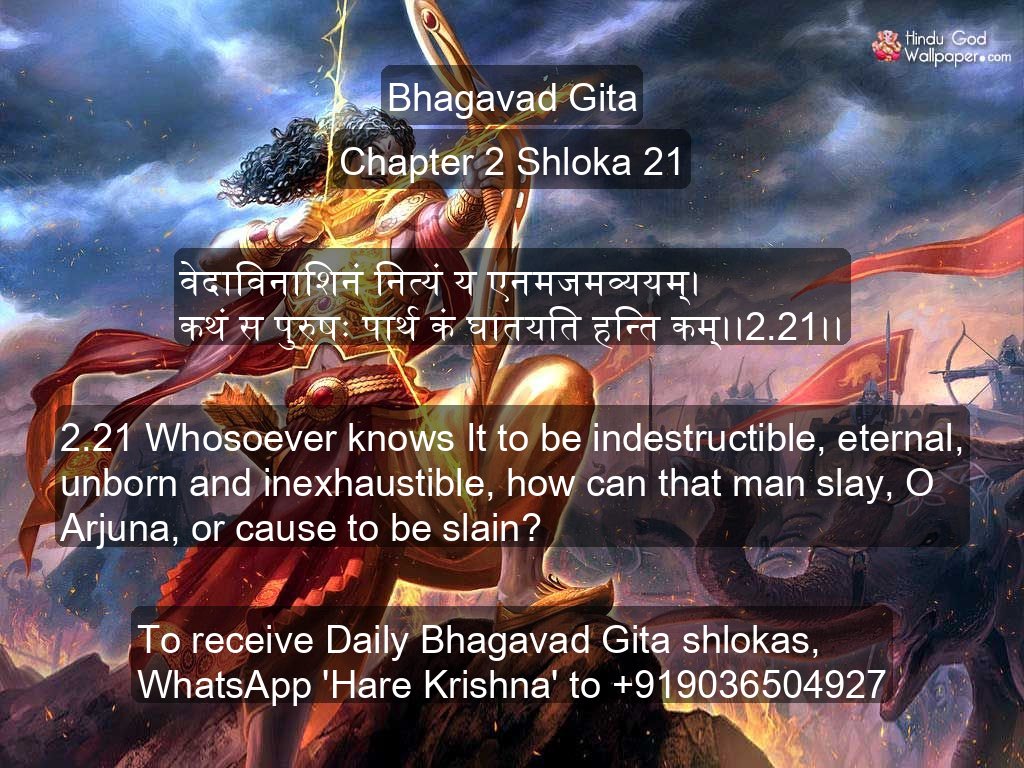 Hindu God
Wallpaper.com
Bhagavad Gita
Chapter 2 Shloka 21
वेदाविनाशिनं नित्यं य एनमजमव्ययम्।
कथं स पुरुषः पार्थ कं घातयति हन्ति कम्।।2.21।।
2.21 Whosoever knows It to be indestructible, eternal,
unborn and inexhaustible, how can that man slay, O
Arjuna, or cause to be slain?
To receive Daily Bhagavad Gita shlokas,
WhatsApp 'Hare Krishna' to +919036504927